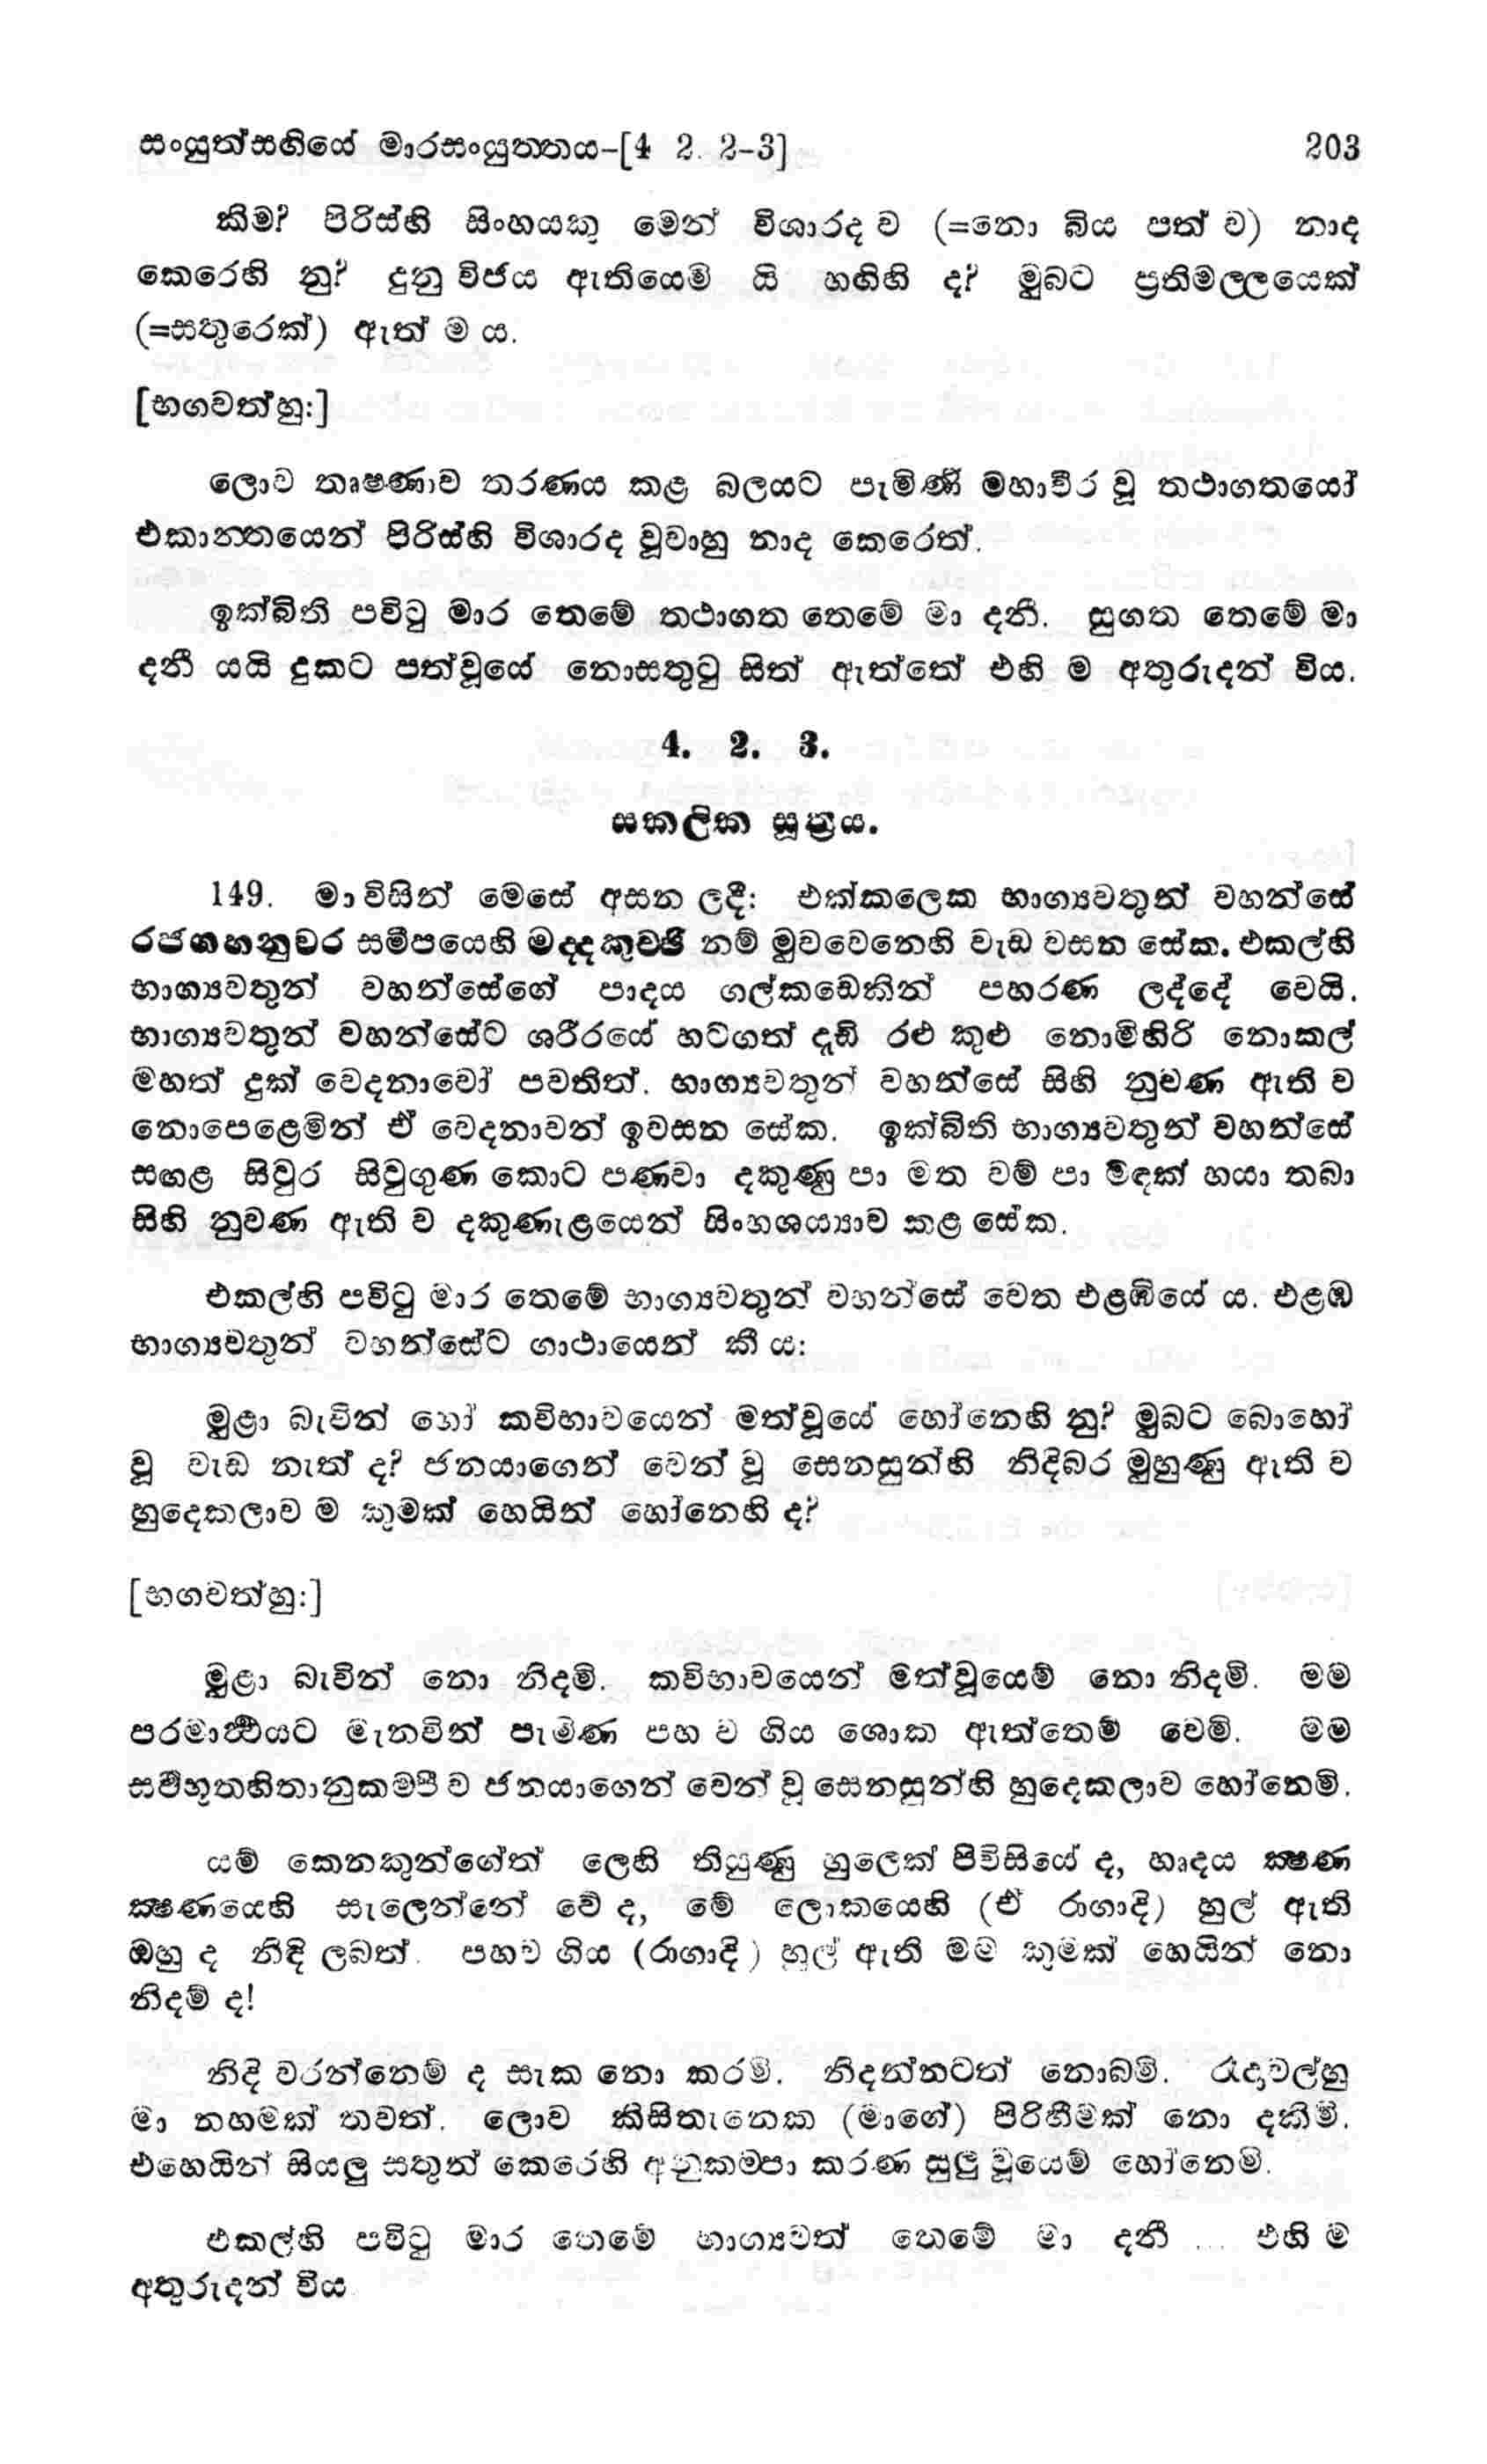 සංයුත්සඟියේ මාරසංයුත්තය–[4 2. 2–3] 203
කිම? පිරිස්හි සිංහයකු මෙන් විශාරද ව (=නො බිය පත් ව) නාද
කෙරෙහි නු? දුනු විජය ඇතියෙමි යි හඟිහි ද? මුබට ප්‍රතිමල්ලයෙක්
(=සතුරෙක්) ඇත් ම ය.
[භගවත්හු:]
ලොව තෘෂ්ණාව තරණය කළ බලයට පැමිණි මහාවීර වූ තථාගතයෝ
එකාන්තයෙන් පිරිස්හි විශාරද වූවාහු නාද කෙරෙත්.
ඉක්බිති පවිටු මාර තෙමේ තථාගත තෙමේ මා දනී. සුගත තෙමේ මා
දනී යයි දුකට පත්වූයේ නොසතුටු සිත් ඇත්තේ එහි ම අතුරුදන් විය.
4. 2. 3.
සකලික සූත්‍රය.
149. මා විසින් මෙසේ අසන ලදී: එක්කලෙක භාග්‍යවතුන් වහන්සේ
රජගහනුවර සමීපයෙහි මද්දකුච්ඡි නම් මුවවෙනෙහි වැඩ වසන සේක. එකල්හි
භාග්‍යවතුන් වහන්සේගේ පාදය ගල්කඩෙකින් පහරණ ලද්දේ වෙයි.
භාග්‍යවතුන් වහන්සේට ශරීරයේ හටගත් දැඩි රළු කුළු නොමිහිරි නොකල්
මහත් දුක් වෙදනාවෝ පවතිත්. භාග්‍යවතුන් වහන්සේ සිහි නුවණ ඇති ව
නොපෙළෙමින් ඒ වෙදනාවන් ඉවසන සේක. ඉක්බිති භාග්‍යවතුන් වහන්සේ
සඟළ සිවුර සිවුගුණ කොට පණවා දකුණු පා මත වම් පා මඳක් හයා තබා
සිහි නුවණ ඇති ව දකුණැළයෙන් සිංහශය්‍යාව කළ සේක.
එකල්හි පවිටු මාර තෙමේ භාග්‍යවතුන් වහන්සේ වෙත එළඹියේ ය. එළඹ
භාග්‍යවතුන් වහන්සේට ගාථායෙන් කී ය:
මුළා බැවින් හෝ කවිභාවයෙන් මත්වූයේ හෝනෙහි නු? මුබට බොහෝ
වූ වැඩ නැත් ද? ජනයාගෙන් වෙන් වූ සෙනසුන්හි නිදිබර මුහුණු ඇති ව
හුදෙකලාව ම කුමක් හෙයින් හෝනෙහි ද?
[භගවත්හු:]
මුළා බැවින් නො නිදමි. කවිභාවයෙන් මත්වූයෙම් නො නිදමි. මම
පරමාර්ථයට මැනවින් පැමිණ පහ ව ගිය ශොක ඇත්තෙම් වෙමි. මම
සර්වභූතහිතානුකම්පී ව ජනයාගෙන් වෙන් වූ සෙනසුන්හි හුදෙකලාව හෝනෙමි.
යම් කෙනකුන්ගේත් ලෙහි තියුණු හුලෙක් පිවිසියේ ද, හෘදය ක්‍ෂණ
ක්‍ෂණයෙහි සැලෙන්නේ වේ ද, මේ ලොකයෙහි (ඒ රාගාදි) හුල් ඇති
ඔහු ද නිඳි ලබත්. පහව ගිය (රාගාදි) හුල් ඇති මම කුමක් හෙයින් නො
නිදම් ද!
නිදි වරන්නෙම් ද සැක නො කරමි. නිදන්නටත් නොබමි. රෑදාවල්හු
මා නහමක් තවත්. ලොව කිසිතැනෙක (මාගේ) පිරිහීමක් නො දකිමි.
එහෙයින් සියලු සතුන් කෙරෙහි අනුකම්පා කරණ සුලු වූයෙම් හෝනෙමි.
එකල්හි පවිටු මාර තෙමේ භාග්‍යවත් තෙමේ මා දනී ... එහි ම
අතුරුදන් විය